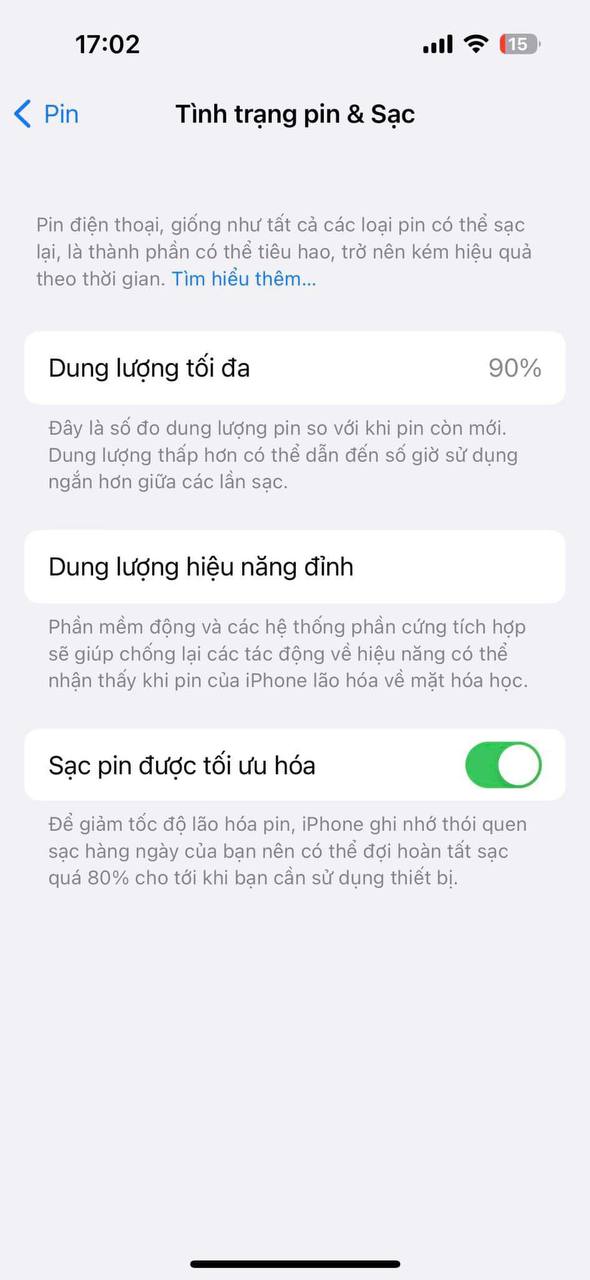 17:02
15
Pin
Tình trạng pin & Sạc
Pin điện thoại, giống như tất cả các loại pin có thể sạc
lại, là thành phần có thể tiêu hao, trở nên kém hiệu quả
theo thời gian. Tìm hiểu thêm...
Dung lượng tối đa 90%
Đây là số đo dung lượng pin so với khi pin còn mới.
Dung lượng thấp hơn có thể dẫn đến số giờ sử dụng
ngắn hơn giữa các lần sạc.
Dung lượng hiệu năng đỉnh
Phần mềm động và các hệ thống phần cứng tích hợp
sẽ giúp chống lại các tác động về hiệu năng có thể
nhận thấy khi pin của iPhone lão hóa về mặt hóa học.
Sạc pin được tối ưu hóa
Để giảm tốc độ lão hóa pin, iPhone ghi nhớ thói quen
sạc hàng ngày của bạn nên có thể đợi hoàn tất sạc
quá 80% cho tới khi bạn cần sử dụng thiết bị.